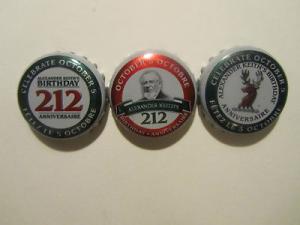 CELEBRATE OCTOBER 5
ALEXANDER KEITH'S
BIRTHDAY
212
ANNIVERSAIRE
FÊTEZ LE 5 OCTOBRE
OCTOBER 5 OCTOBRE
ALEXANDER KEITH'S
212
BIRTHDAY • ANNIVERSAIRE
CELEBRATE OCTOBER 5
ALEXANDER KEITH'S BIRTHDAY
ANNIVERSAIRE
FÊTEZ LE 5 OCTOBRE